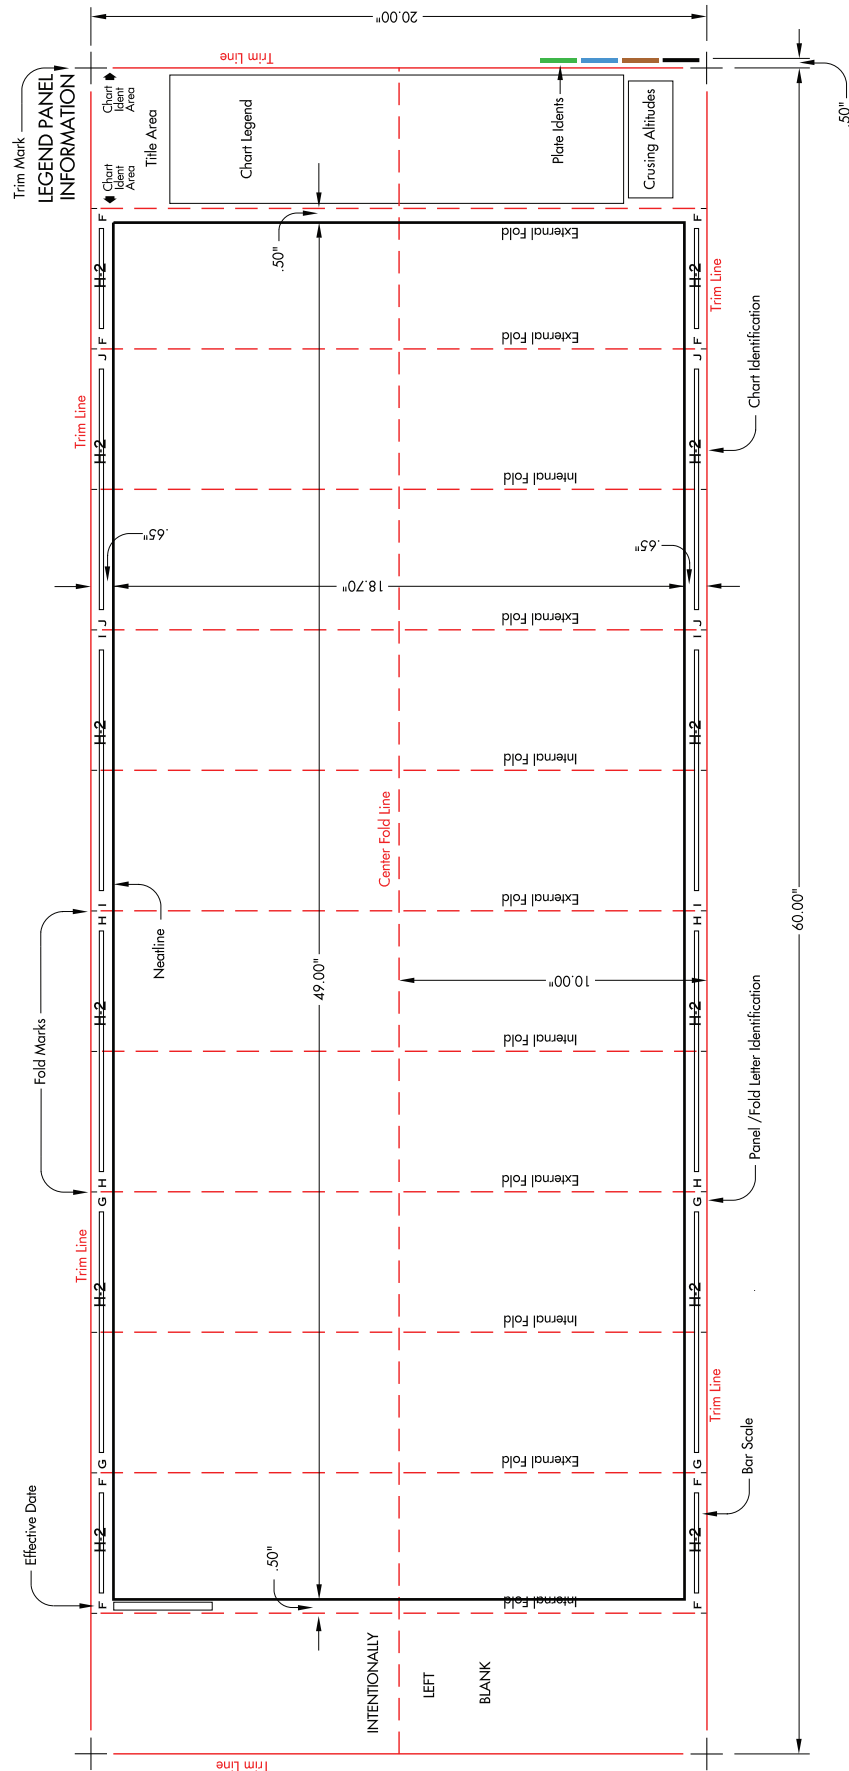 20.00"
Trim Line
Trim Mark
LEGEND PANEL
INFORMATION
Chart
Ident
Area
Chart
Ident
Area
Title Area
Chart Legend
Plate Idents
Crusing Altitudes
.50"
F
H-2
F
J
H-2
J
I
H-2
I
H
H-2
H
G
H-2
G
F
H-2
F
F
H-2
F
J
H-2
J
I
H-2
I
H
H-2
H
G
H-2
G
F
H-2
F
.50"
External Fold
External Fold
Internal Fold
External Fold
Internal Fold
External Fold
Internal Fold
External Fold
Internal Fold
External Fold
Internal Fold
Trim Line
Trim Line
Chart Identification
.65"
.65"
18.70"
Center Fold Line
Neatline
49.00"
10.00"
60.00"
Fold Marks
Panel /Fold Letter Identification
Trim Line
Trim Line
Bar Scale
Effective Date
.50"
INTENTIONALLY
LEFT
BLANK
Trim Line